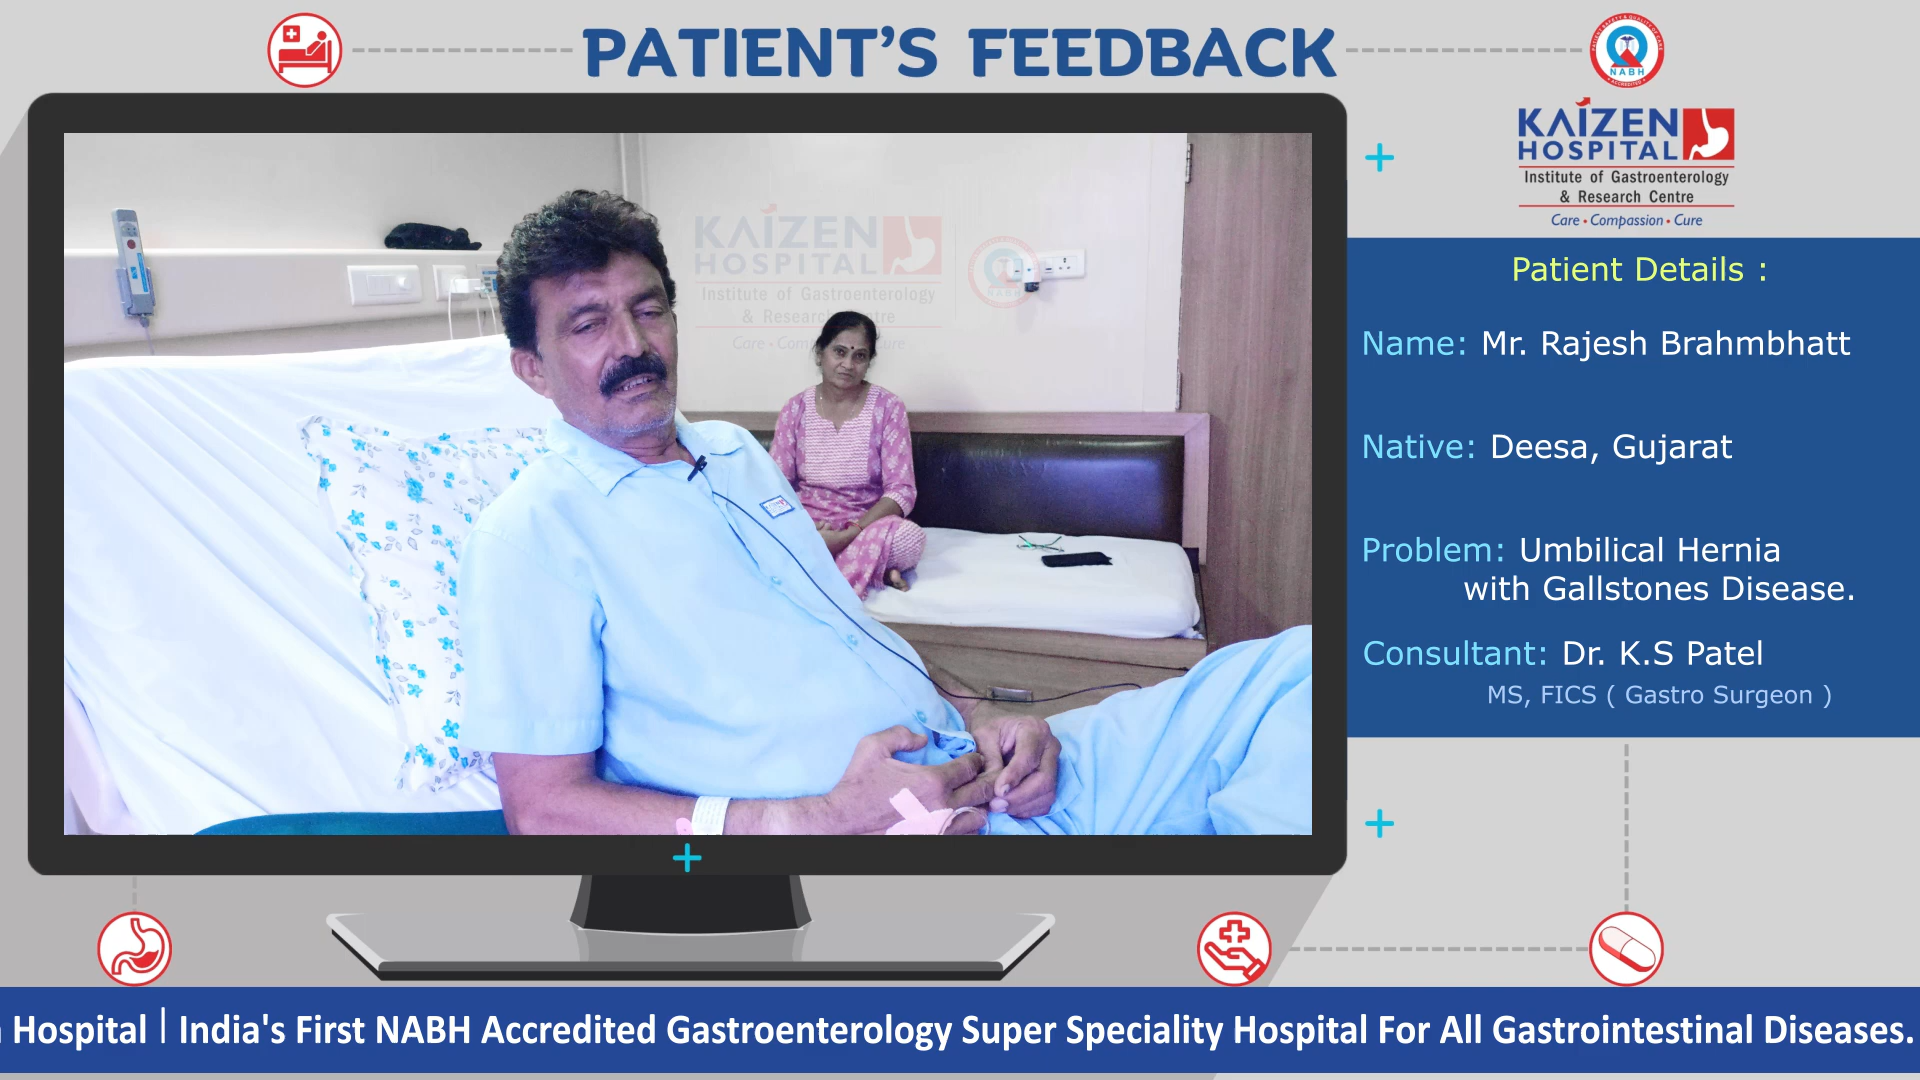 PATIENT'S FEEDBACK
NABH
KAIZEN
HOSPITAL
Institute of Gastroenterology
& Research Centre
Care • Compassion • Cure
KAIZEN
HOSPITAL
Institute of Gastroenterology
& Research Centre
Patient Details :
Name: Mr. Rajesh Brahmbhatt
Native: Deesa, Gujarat
Problem: Umbilical Hernia
with Gallstones Disease.
Consultant: Dr. K.S Patel
MS, FICS ( Gastro Surgeon )
Hospital | India's First NABH Accredited Gastroenterology Super Speciality Hospital For All Gastrointestinal Diseases.